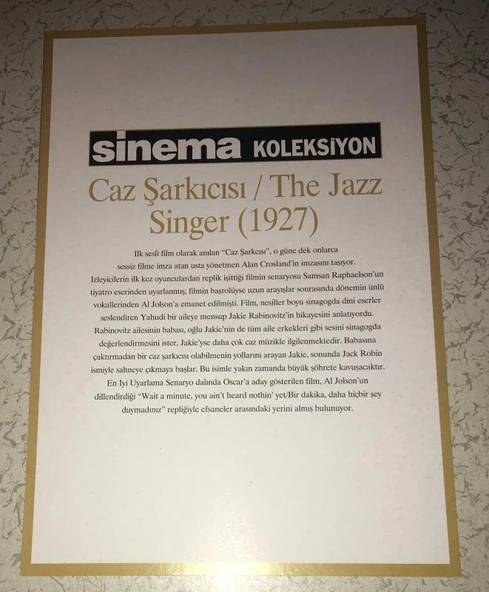 sinema KOLEKSiYON
Caz Şarkıcısı / The Jazz
Singer (1927)
İlk sesli film olarak anılan “Caz Şarkıcısı”, o güne dek onlarca
sessiz filme imza atan usta yönetmen Alan Crosland'in imzasını taşıyor.
İzleyicilerin ilk kez oyunculardan replik işittiği filmin senaryosu Samsan Raphaelson'un
tiyatro eserinden uyarlanmış, filmin başrolüyse uzun arayışlar sonrasında dönemin ünlü
vokallerinden Al Jolson'a emanet edilmişti. Film, nesiller boyu sinagogda dini eserler
seslendiren Yahudi bir aileye mensup Jakie Rabinovitz'in hikayesini anlatıyordu.
Rabinovitz ailesinin babası, oğlu Jakie'nin de tüm aile erkekleri gibi sesini sinagogda
değerlendirmesini ister, Jakie'yse daha çok caz müzikle ilgilenmektedir. Babasına
çaktırmadan bir caz şarkıcısı olabilmenin yollarını arayan Jakie, sonunda Jack Robin
ismiyle sahneye çıkmaya başlar. Bu isimle yakın zamanda büyük şöhrete kavuşacaktır.
En İyi Uyarlama Senaryo dalında Oscar'a aday gösterilen film, Al Jolson'un
dillendirdiği “Wait a minute, you ain't heard nothin' yet/Bir dakika, daha hiçbir şey
duymadınız” repliğiyle efsaneler arasındaki yerini almış bulunuyor.